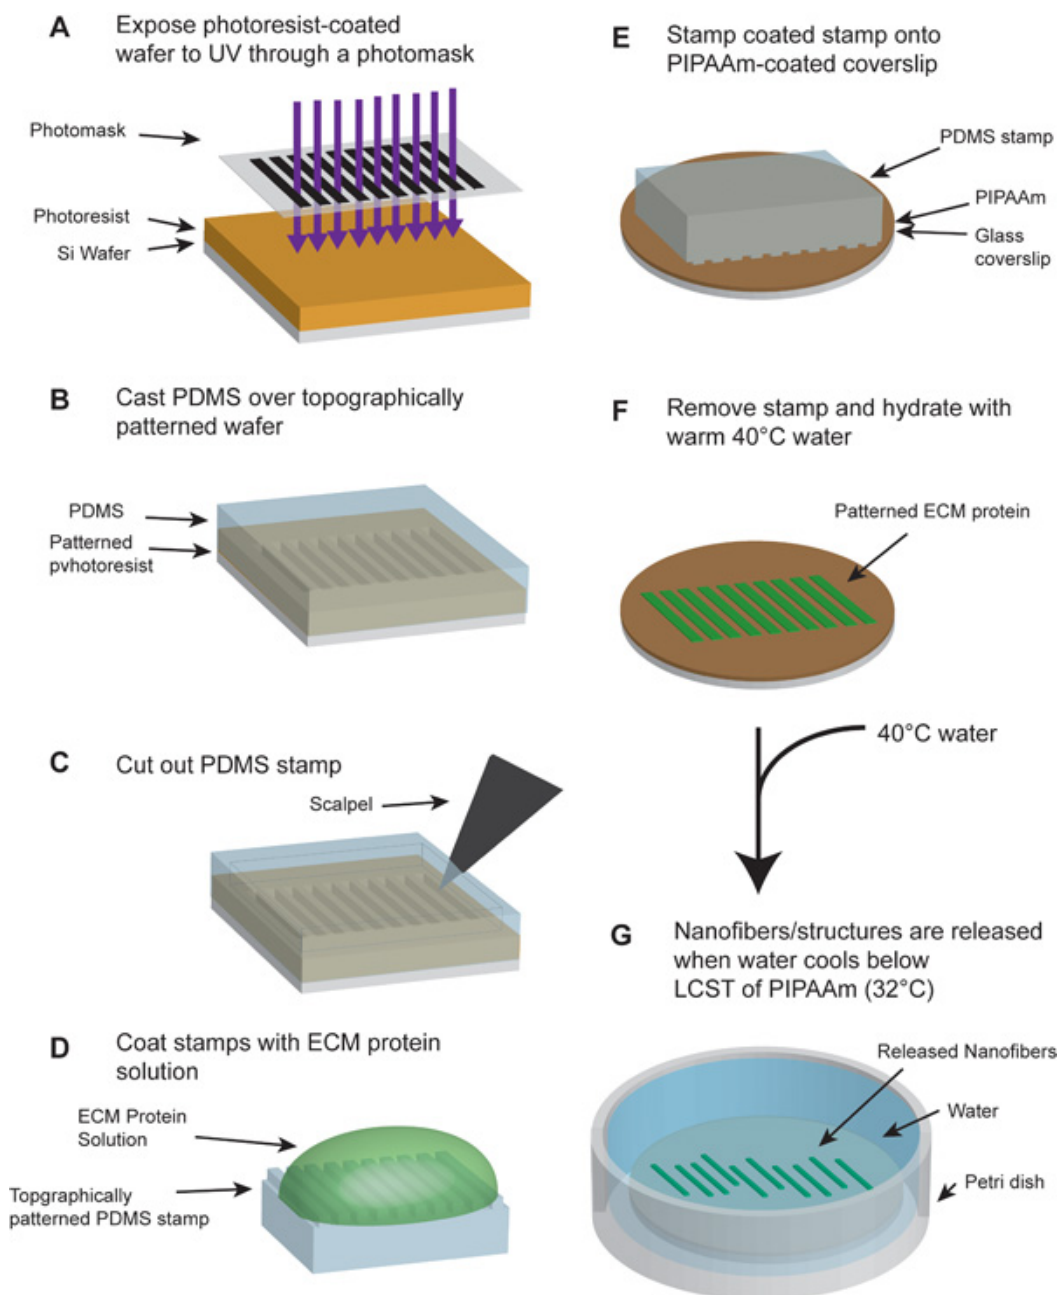 A
Expose photoresist-coated
wafer to UV through a photomask
Photomask
Photoresist
Si Wafer
B
Cast PDMS over topographically
patterned wafer
PDMS
Patterned
pvhotoresist
C
Cut out PDMS stamp
Scalpel
D
Coat stamps with ECM protein
solution
ECM Protein
Solution
Topgraphically
patterned PDMS stamp
E
Stamp coated stamp onto
PIPAAm-coated coverslip
PDMS stamp
PIPAAm
Glass
coverslip
F
Remove stamp and hydrate with
warm 40°C water
Patterned ECM protein
40°C water
G
Nanofibers/structures are released
when water cools below
LCST of PIPAAm (32°C)
Released Nanofibers
Water
Petri dish